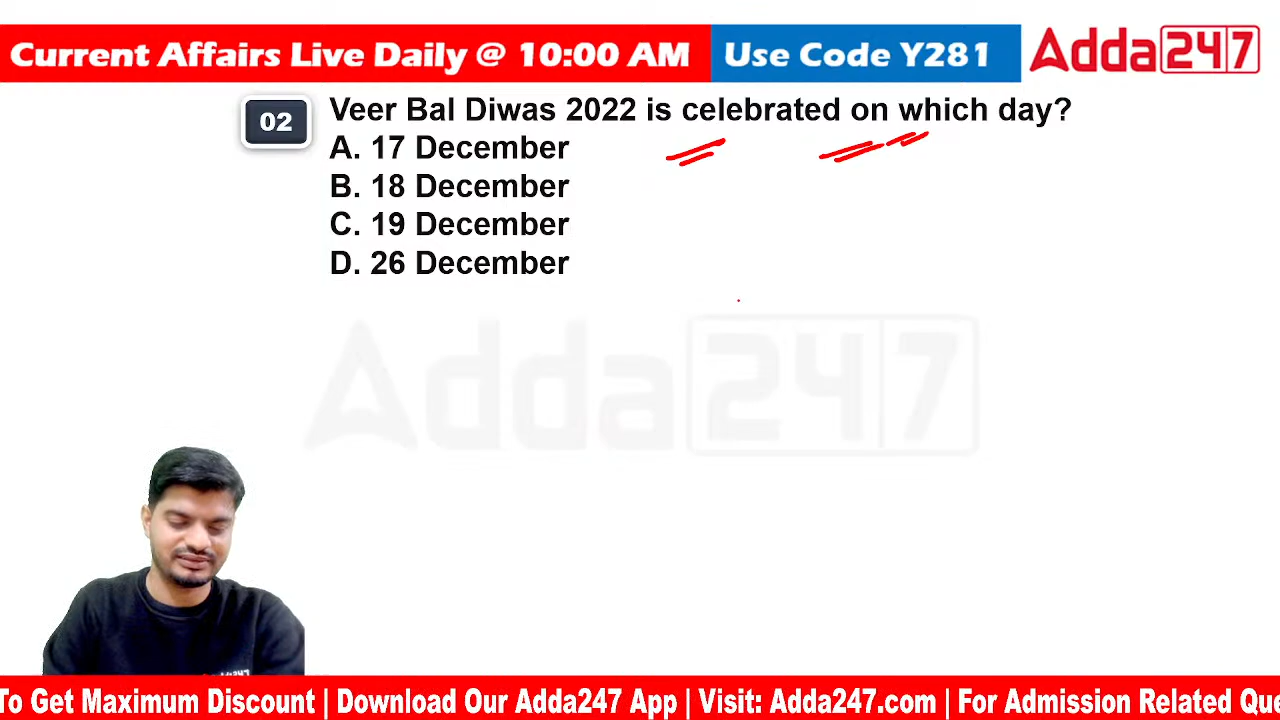 Current Affairs Live Daily @ 10:00 AM
Use Code Y281
Adda247
02
Veer Bal Diwas 2022 is celebrated on which day?
A. 17 December
B. 18 December
C. 19 December
D. 26 December
Adda247
To Get Maximum Discount | Download Our Adda247 App | Visit: Adda247.com | For Admission Related Que